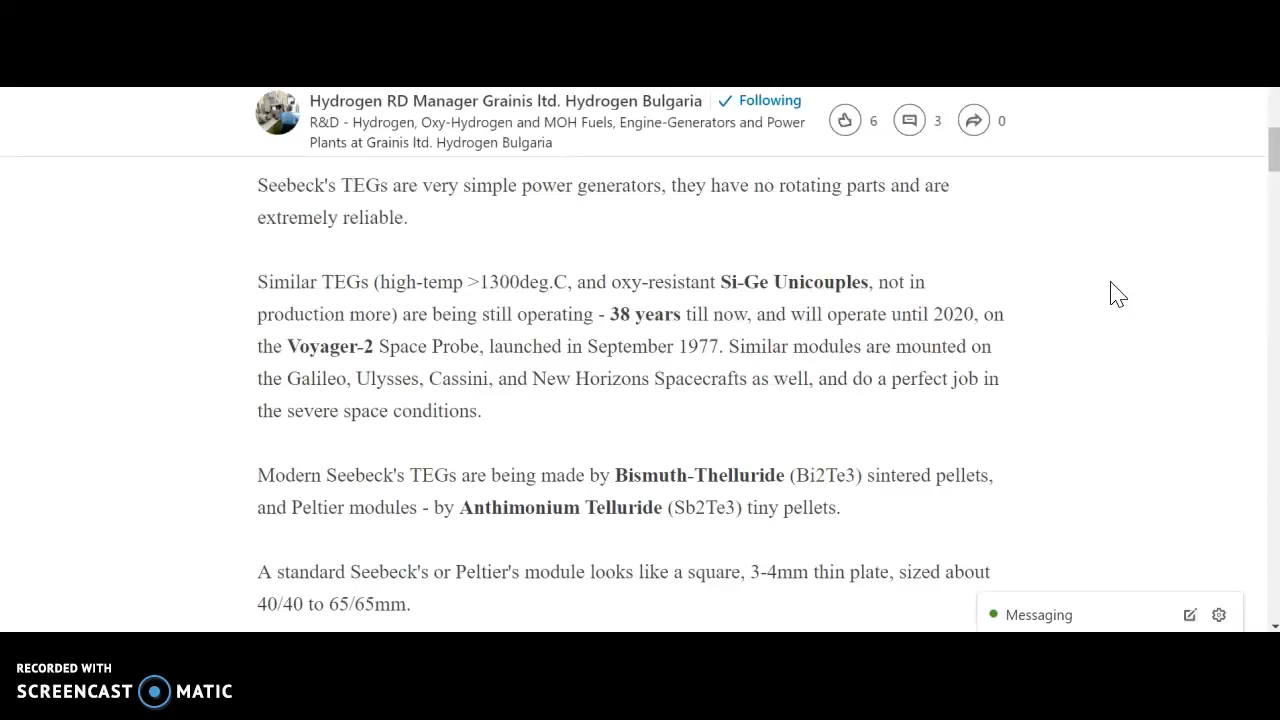 Hydrogen RD Manager Grainis ltd. Hydrogen Bulgaria
Following
R&D - Hydrogen, Oxy-Hydrogen and MOH Fuels, Engine-Generators and Power
Plants at Grainis ltd. Hydrogen Bulgaria
6
3
0
Seebeck's TEGs are very simple power generators, they have no rotating parts and are
extremely reliable.
Similar TEGs (high-temp >1300deg.C, and oxy-resistant Si-Ge Unicouples, not in
production more) are being still operating - 38 years till now, and will operate until 2020, on
the Voyager-2 Space Probe, launched in September 1977. Similar modules are mounted on
the Galileo, Ulysses, Cassini, and New Horizons Spacecrafts as well, and do a perfect job in
the severe space conditions.
Modern Seebeck's TEGs are being made by Bismuth-Thelluride (Bi2Te3) sintered pellets,
and Peltier modules - by Anthimonium Telluride (Sb2Te3) tiny pellets.
A standard Seebeck's or Peltier's module looks like a square, 3-4mm thin plate, sized about
40/40 to 65/65mm.
Messaging
RECORDED WITH
SCREENCAST MATIC